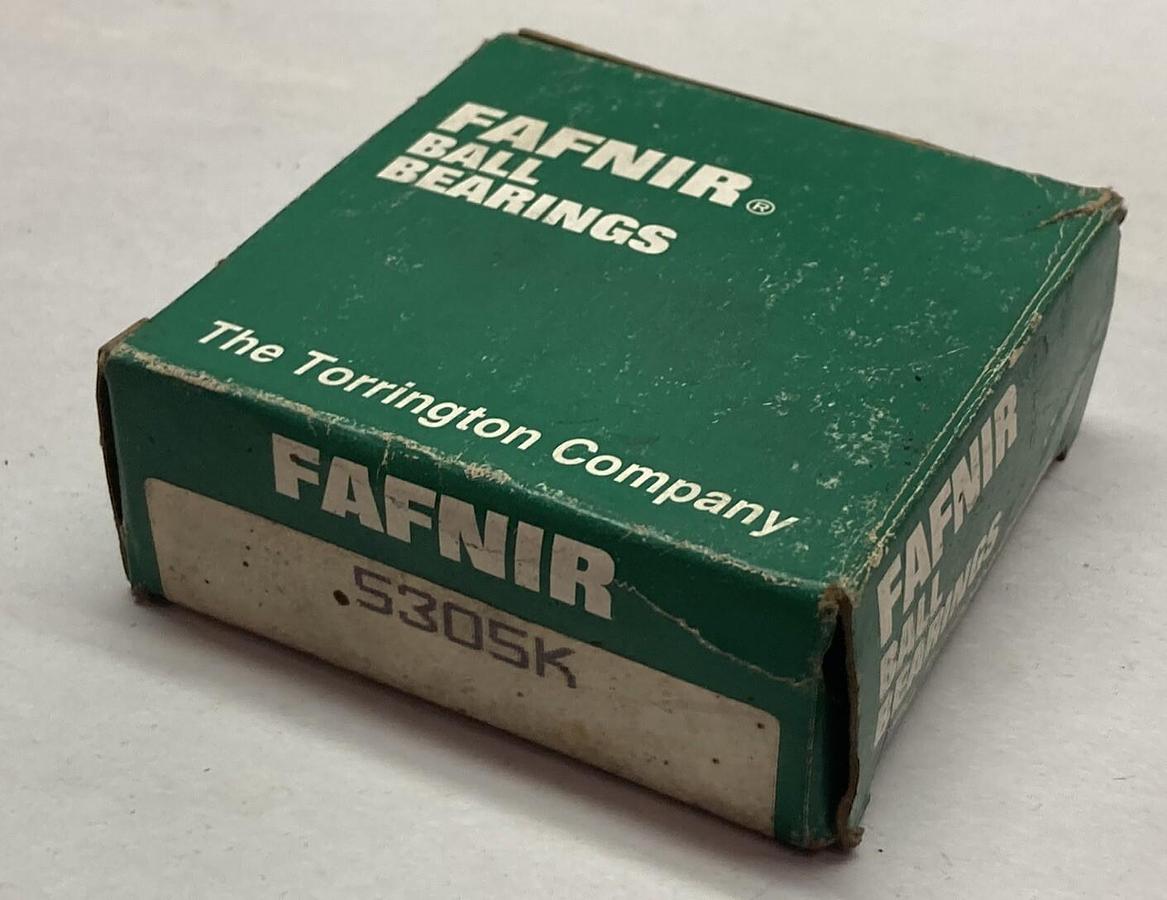 FAFNIR®
BALL
BEARINGS
The Torrington Company
FAFNIR
5305K
FAFNIR
BALL
BEARINGS